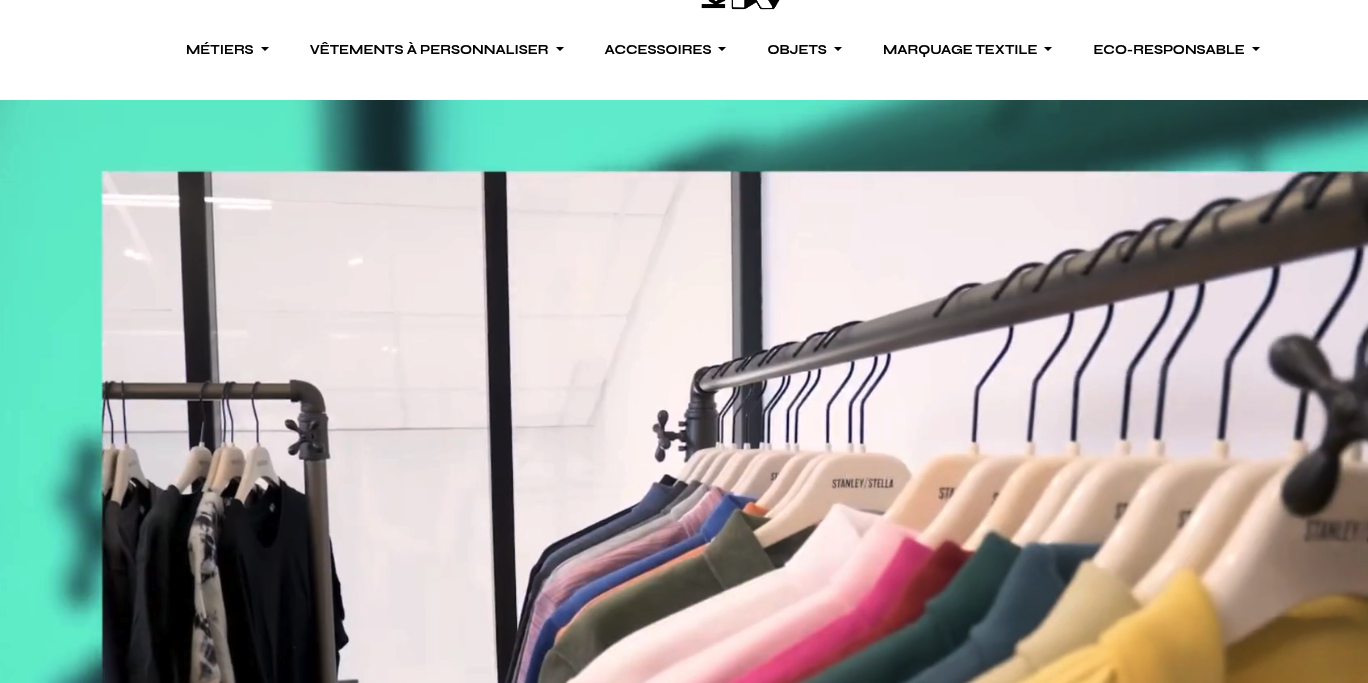 MÉTIERS
VÊTEMENTS À PERSONNALISER
ACCESSOIRES
OBJETS
MARQUAGE TEXTILE
ECO-RESPONSABLE
STANLEY/STELLA